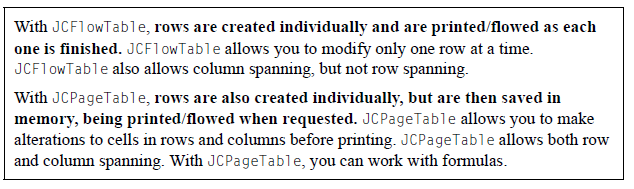 With JCFlowTable, rows are created individually and are printed/flowed as each
one is finished. JCFlowTable allows you to modify only one row at a time.
JCFlowTable also allows column spanning, but not row spanning.
With JCPageTable, rows are also created individually, but are then saved in
memory, being printed/flowed when requested. JCPageTable allows you to make
alterations to cells in rows and columns before printing. JCPageTable allows both row
and column spanning. With JCPageTable, you can work with formulas.